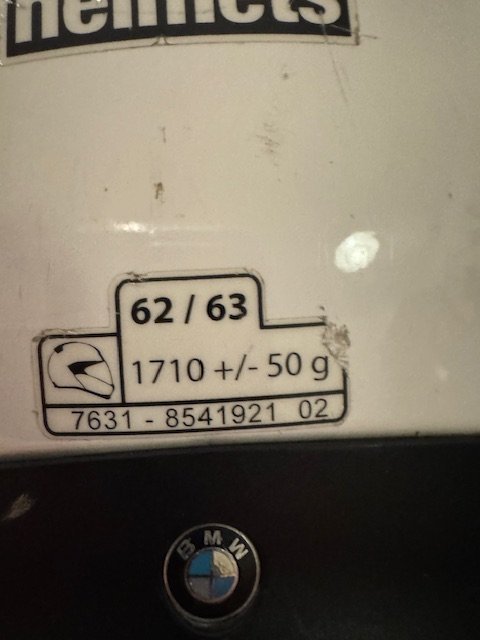 helmets
62 / 63
1710 +/- 50 g
7631 - 8541921 02
BMW